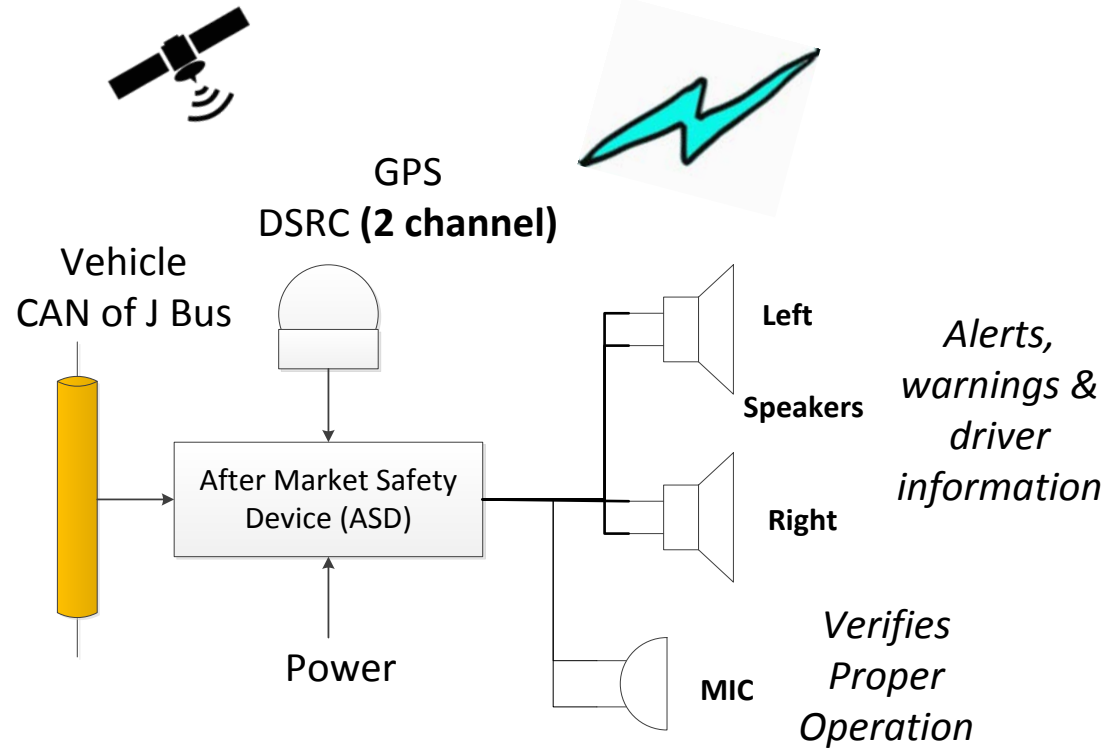 GPS
DSRC (2 channel)
Vehicle
CAN of J Bus
Left
Speakers
Right
Alerts,
warnings &
driver
information
After Market Safety
Device (ASD)
Power
MIC
Verifies
Proper
Operation